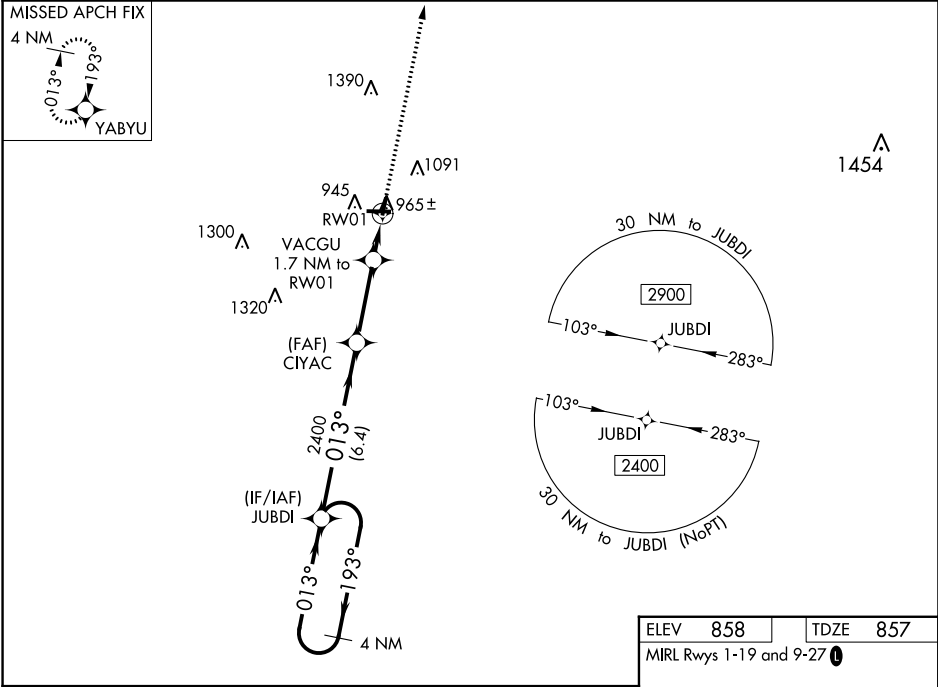 MISSED APCH FIX
4 NM
013°
193°
YABYU
1390
1091
1454
945
965±
RW01
1300
VACGU
1.7 NM to
RW01
1320
(FAF)
CIYAC
2400
013°
(6.4)
(IF/IAF)
JUBDI
013°
193°
4 NM
30 NM to JUBDI
2900
103°
JUBDI
283°
103°
JUBDI
283°
2400
30 NM to JUBDI (NoPT)
ELEV 858
TDZE 857
MIRL Rwys 1-19 and 9-27 L